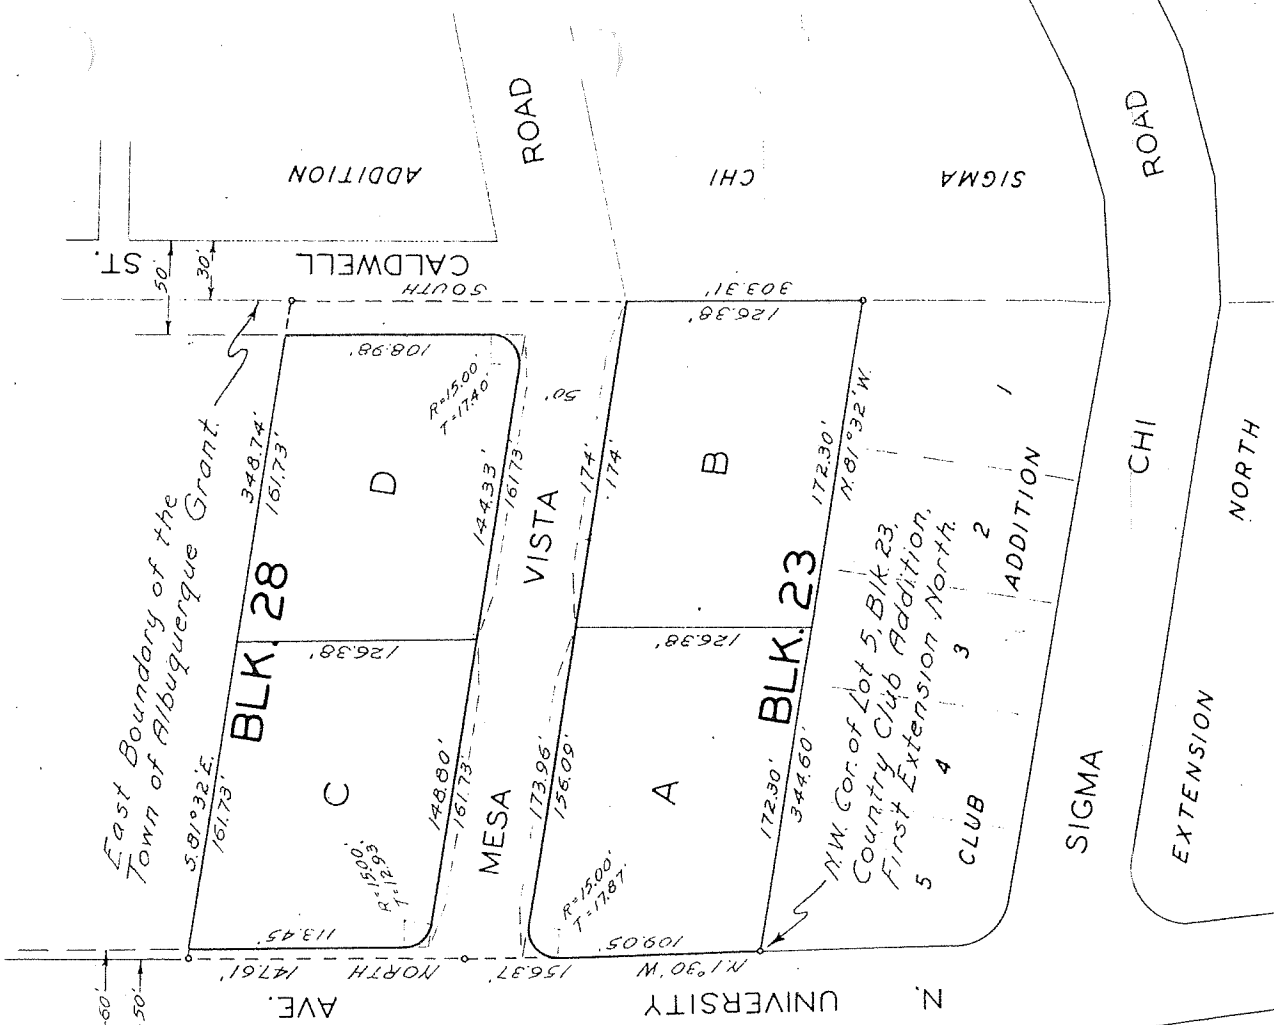 East Boundary of the
Town of Albuquerque Grant.
ADDITION
ROAD
CHI
SIGMA
ROAD
ST.
CALDWELL
50'
30'
SOUTH
303.31'
126.38'
108.98'
R=15.00'
T=17.40'
348.74'
161.73'
D
144.33'
161.73'
50'
174'
174'
B
172.30'
N.81°32'W.
BLK. 28
126.38'
VISTA
126.38'
BLK. 23
S.81°32'E.
161.73'
C
148.80'
161.73'
R=15.00'
T=12.93'
113.45'
MESA
173.96'
156.09'
A
172.30'
344.60'
R=15.00'
T=17.87'
109.05'
N.W. Cor. of Lot 5, Blk 23,
Country Club Addition,
First Extension North.
1
2
3
4
5
CLUB
ADDITION
SIGMA
CHI
EXTENSION
NORTH
147.61'
NORTH
156.37'
N.1°30'W.
60'
50'
AVE.
UNIVERSITY
N.